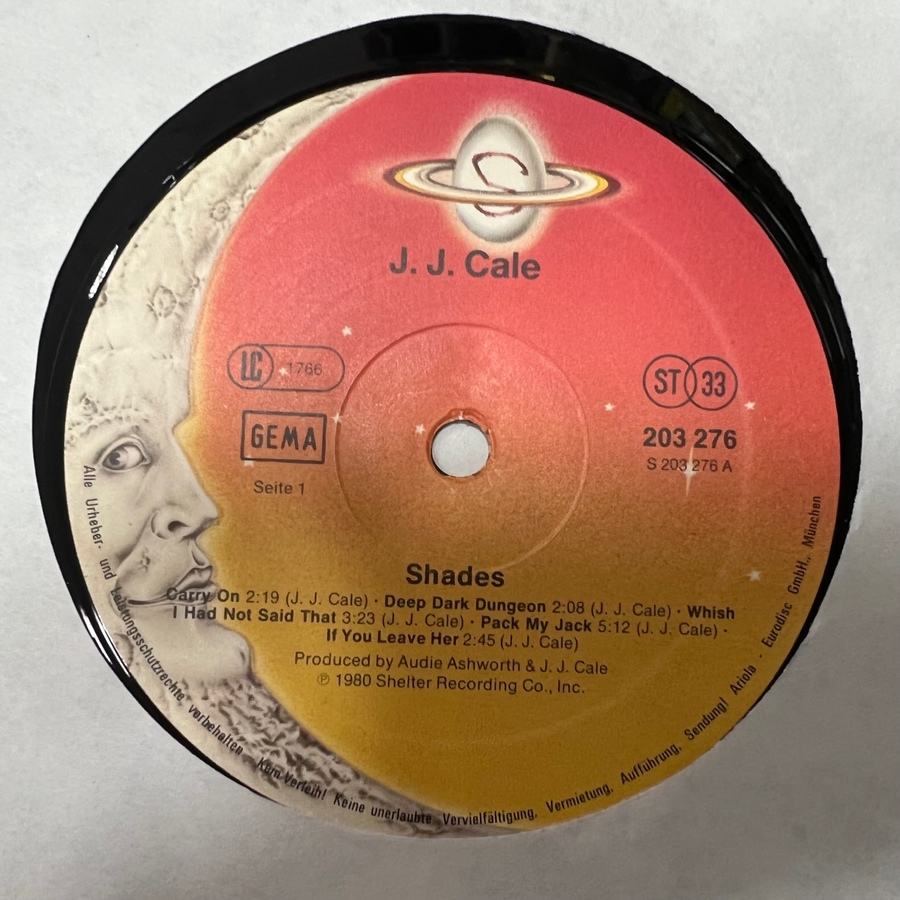 S
J. J. Cale
LC 1766
ST 33
GEMA
203 276
S 203 276 A
Seite 1
Shades
Carry On 2:19 (J. J. Cale) · Deep Dark Dungeon 2:08 (J. J. Cale) · Whish
I Had Not Said That 3:23 (J. J. Cale) · Pack My Jack 5:12 (J. J. Cale) ·
If You Leave Her 2:45 (J. J. Cale)
Produced by Audie Ashworth & J. J. Cale
℗ 1980 Shelter Recording Co., Inc.
Alle Urheber- und Leistungsschutzrechte vorbehalten Kein Verleih! Keine unerlaubte Vervielfältigung, Vermietung, Aufführung, Sendung! Ariola · Eurodisc GmbH., München